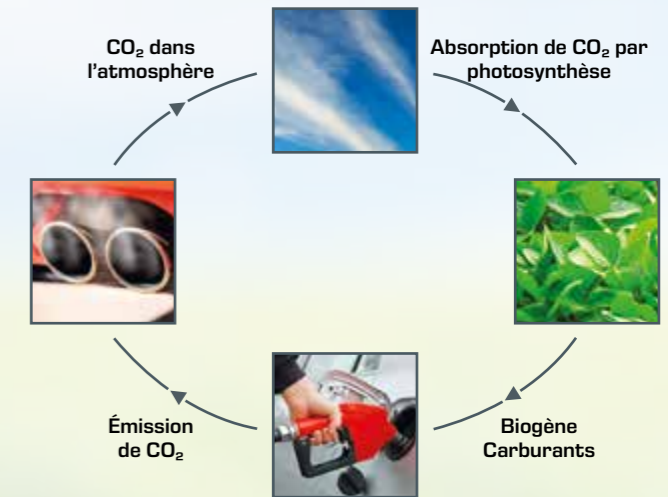 CO₂ dans
l'atmosphère
Absorption de CO₂ par
photosynthèse
Émission
de CO₂
Biogène
Carburants